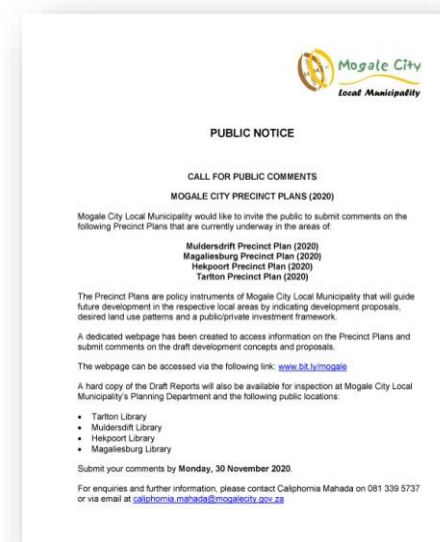 Mogale City
Local Municipality
PUBLIC NOTICE
CALL FOR PUBLIC COMMENTS
MOGALE CITY PRECINCT PLANS (2020)
Mogale City Local Municipality would like to invite the public to submit comments on the
following Precinct Plans that are currently underway in the areas of:
Muldersdrift Precinct Plan (2020)
Magaliesburg Precinct Plan (2020)
Hekpoort Precinct Plan (2020)
Tarlton Precinct Plan (2020)
The Precinct Plans are policy instruments of Mogale City Local Municipality that will guide
future development in the respective local areas by indicating development proposals,
desired land use patterns and a public/private investment framework.
A dedicated webpage has been created to access information on the Precinct Plans and
submit comments on the draft development concepts and proposals.
The webpage can be accessed via the following link: www.bit.ly/mogale
A hard copy of the Draft Reports will also be available for inspection at Mogale City Local
Municipality's Planning Department and the following public locations:
• Tarlton Library
• Muldersdift Library
• Hekpoort Library
• Magaliesburg Library
Submit your comments by Monday, 30 November 2020.
For enquiries and further information, please contact Caliphornia Mahada on 081 339 5737
or via email at caliphornia.mahada@mogalecity.gov.za